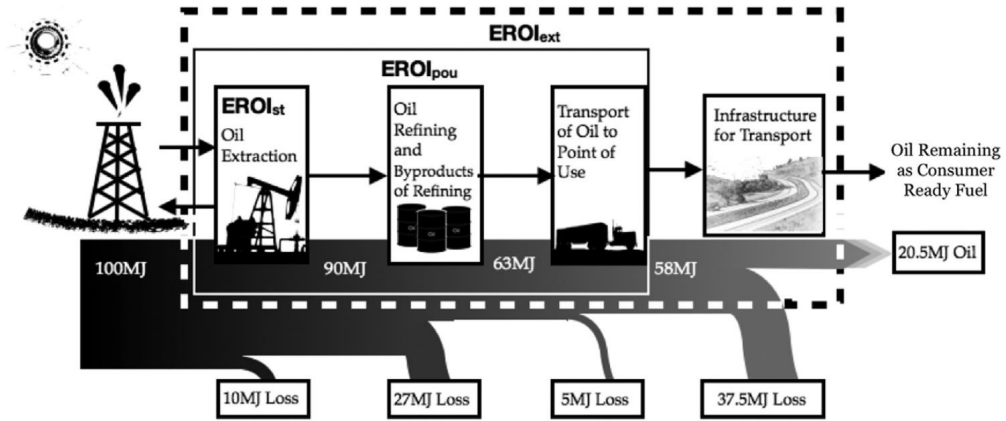 EROIext
EROIpou
EROIst
Oil
Extraction
Oil
Refining
and
Byproducts
of Refining
Oil
Oil
Oil
Transport
of Oil to
Point of
Use
Infrastructure
for Transport
Oil Remaining
as Consumer
Ready Fuel
100MJ
90MJ
63MJ
58MJ
20.5MJ Oil
10MJ Loss
27MJ Loss
5MJ Loss
37.5MJ Loss